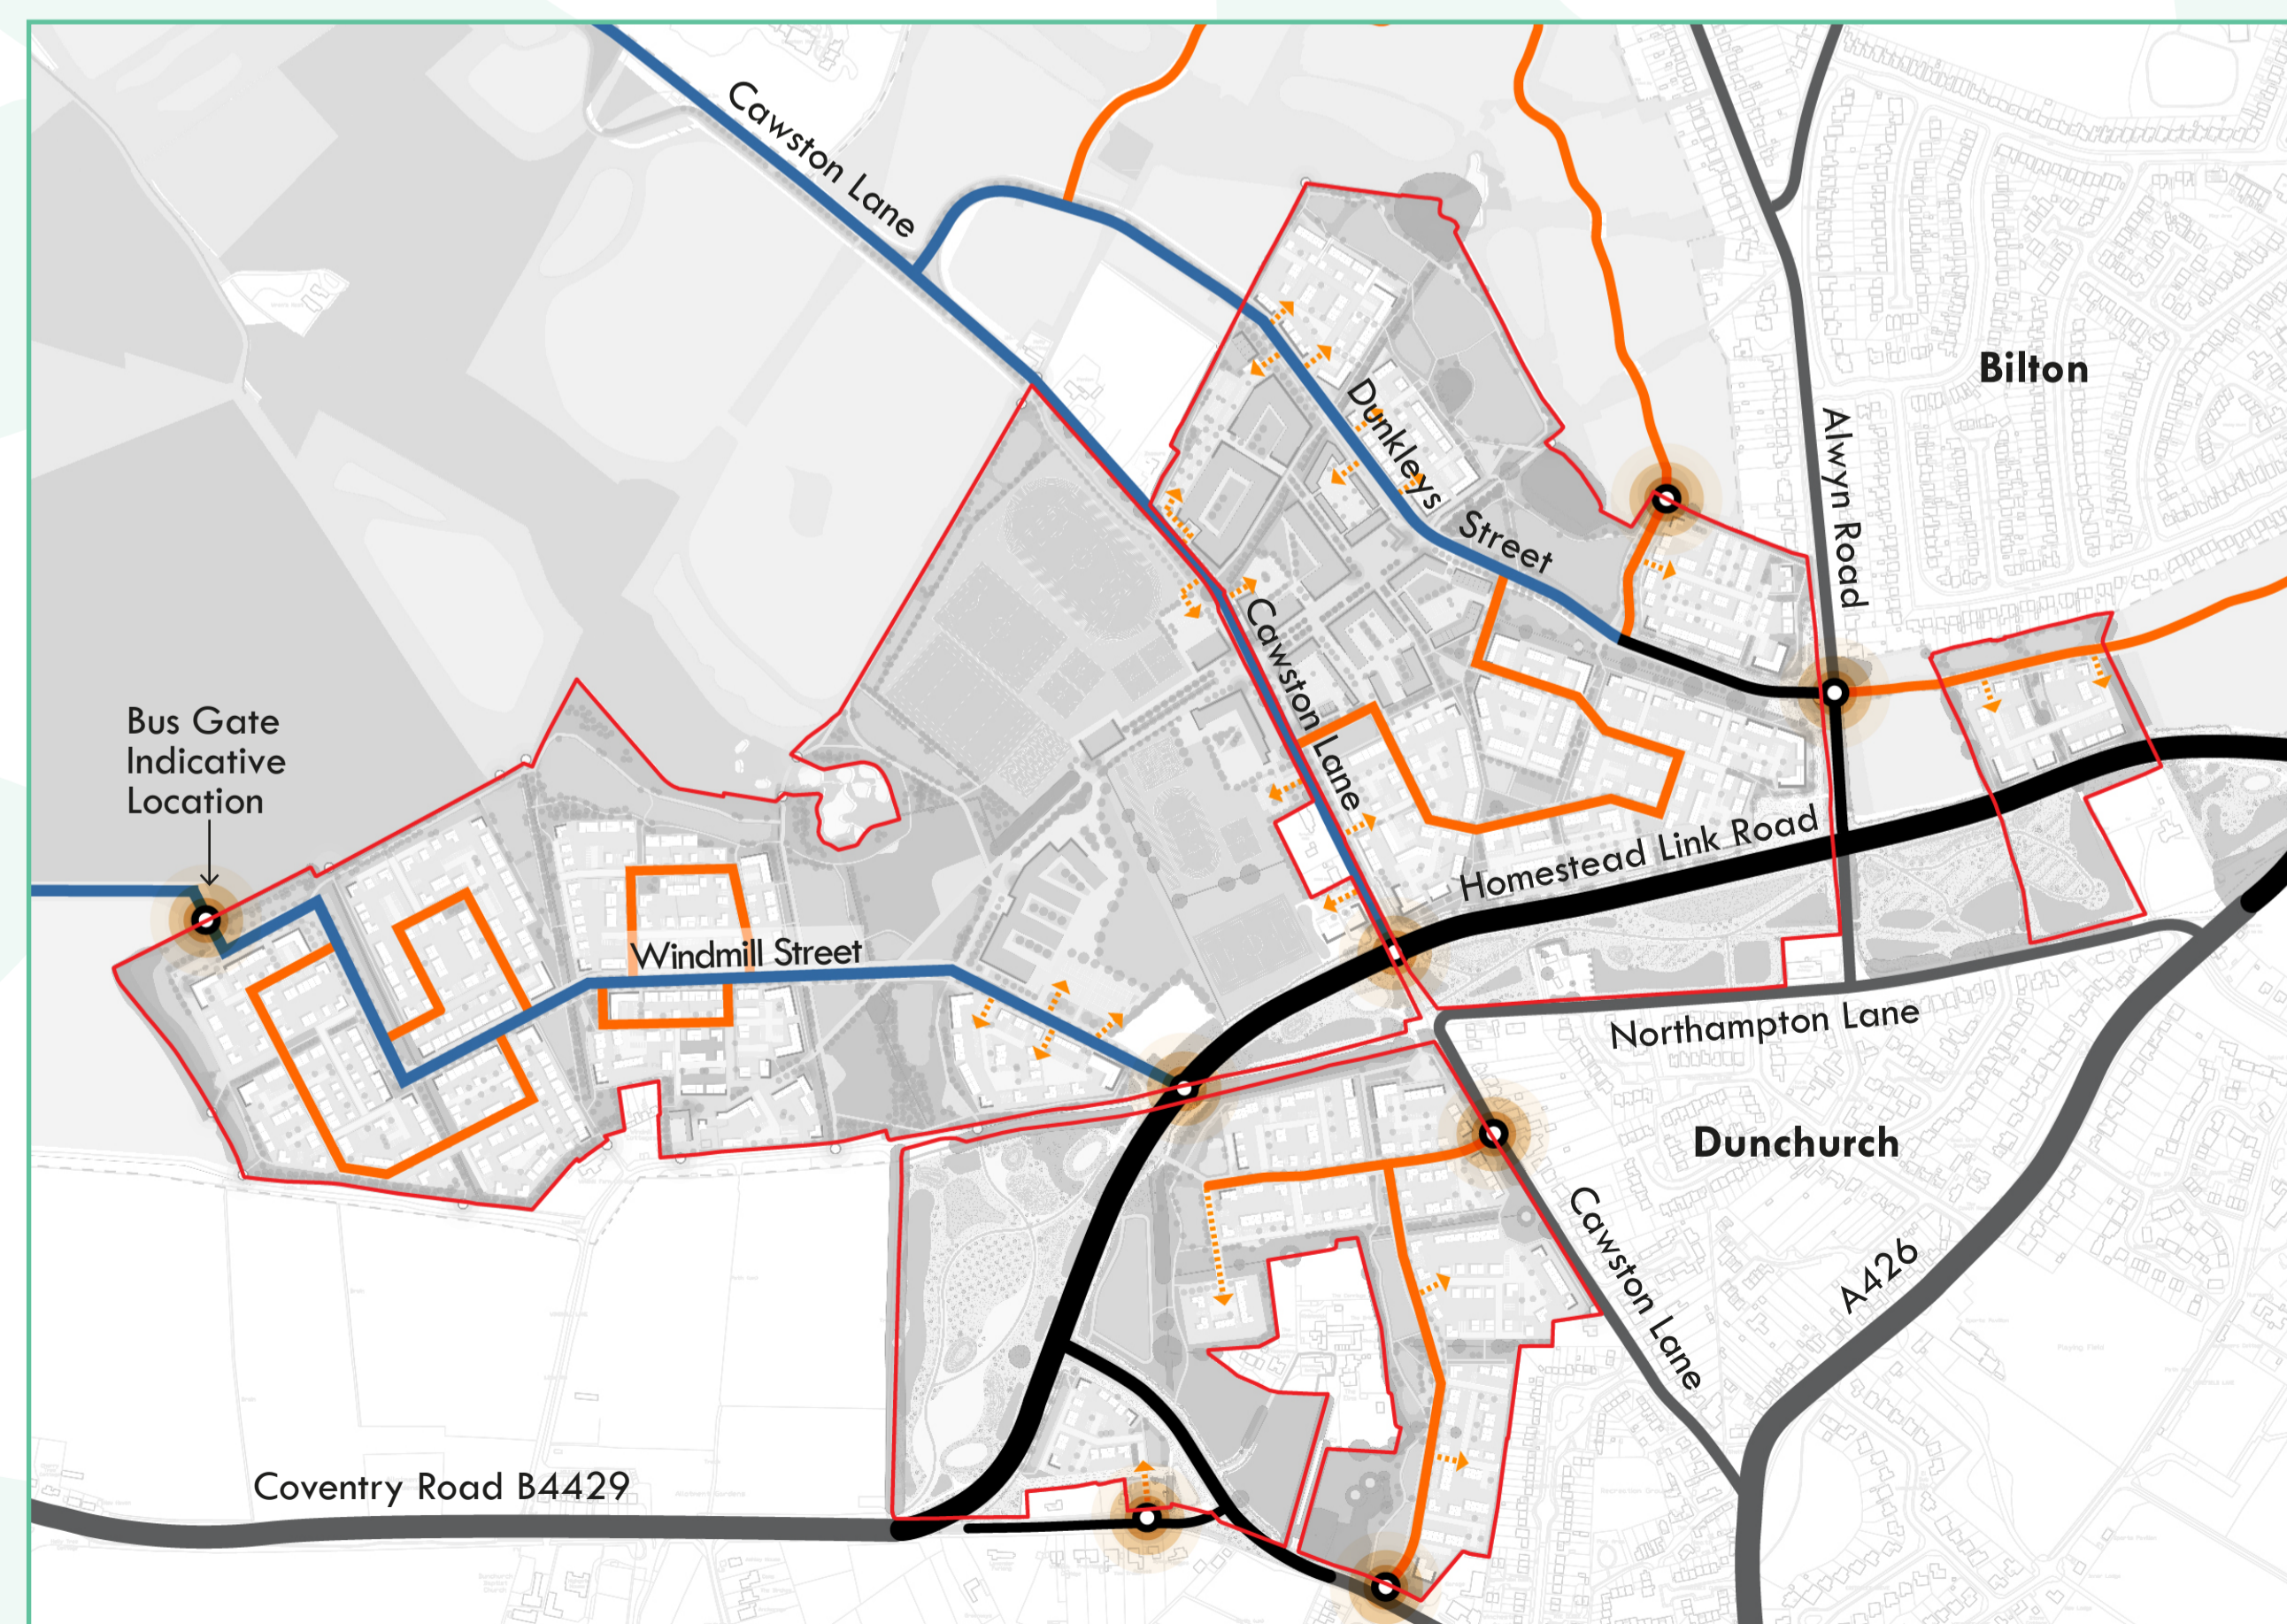 Cawston Lane
Bilton
Dunkleys
Street
Alwyn Road
Bus Gate
Indicative
Location
Cawston Lane
Homestead Link Road
Windmill Street
Northampton Lane
Dunchurch
Cawston Lane
A426
Coventry Road B4429